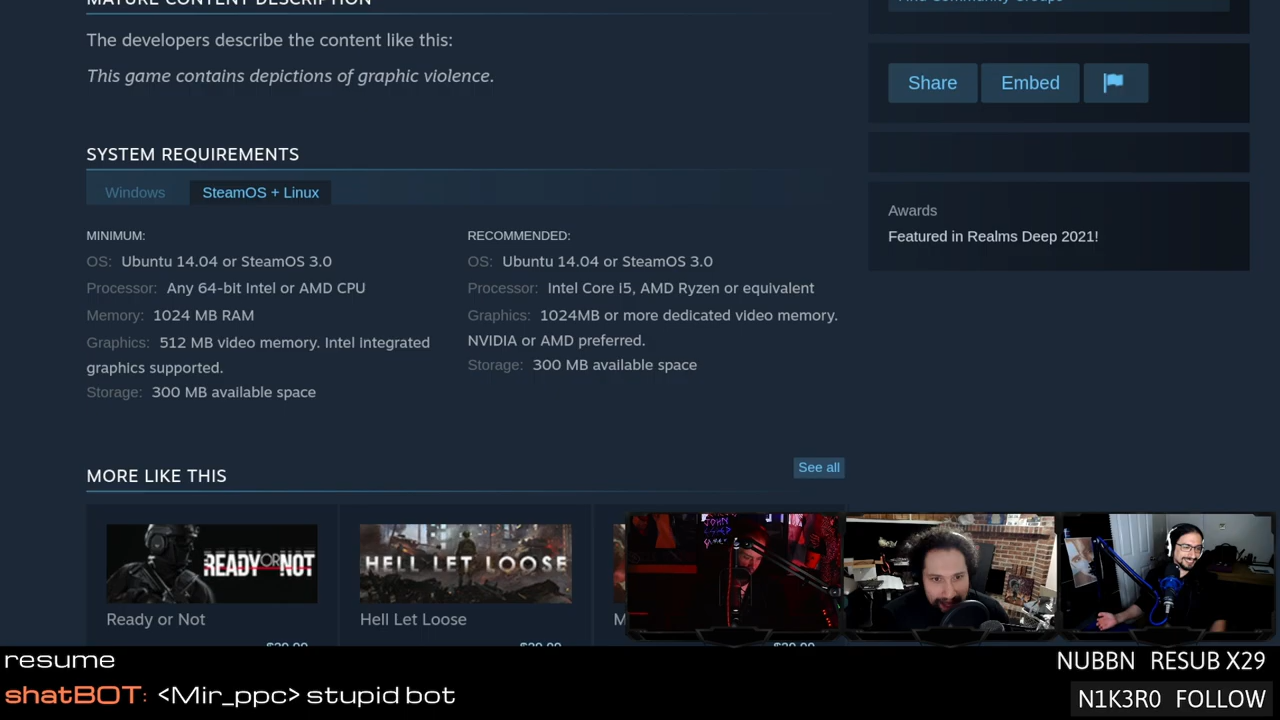 MATURE CONTENT DESCRIPTION
The developers describe the content like this:
This game contains depictions of graphic violence.
Share
Embed
SYSTEM REQUIREMENTS
Windows
SteamOS + Linux
MINIMUM:
OS: Ubuntu 14.04 or SteamOS 3.0
Processor: Any 64-bit Intel or AMD CPU
Memory: 1024 MB RAM
Graphics: 512 MB video memory. Intel integrated
graphics supported.
Storage: 300 MB available space
RECOMMENDED:
OS: Ubuntu 14.04 or SteamOS 3.0
Processor: Intel Core I5, AMD Ryzen or equivalent
Graphics: 1024MB or more dedicated video memory.
NVIDIA or AMD preferred.
Storage: 300 MB available space
Awards
Featured in Realms Deep 2021!
MORE LIKE THIS
See all
READY OR NOT
HELL LET LOOSE
Ready or Not
Hell Let Loose
M
resume
shatBOT: <Mir_ppc> stupid bot
NUBBN RESUB X29
N1K3R0 FOLLOW